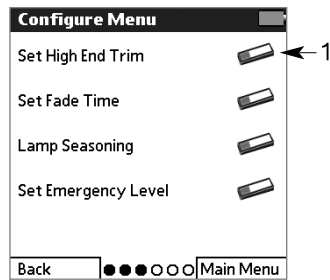 Configure Menu
Set High End Trim 1
Set Fade Time
Lamp Seasoning
Set Emergency Level
Back Main Menu